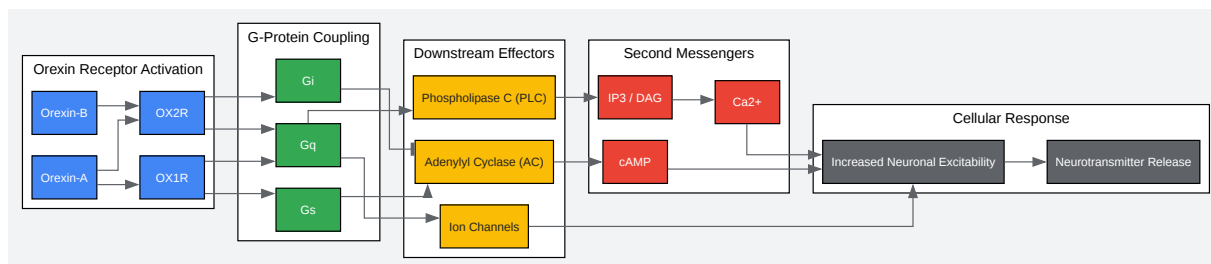 Orexin Receptor Activation
Orexin-B
OX2R
Orexin-A
OX1R
G-Protein Coupling
Gi
Gq
Gs
Downstream Effectors
Phospholipase C (PLC)
Adenylyl Cyclase (AC)
Ion Channels
Second Messengers
IP3 / DAG
Ca2+
cAMP
Cellular Response
Increased Neuronal Excitability
Neurotransmitter Release